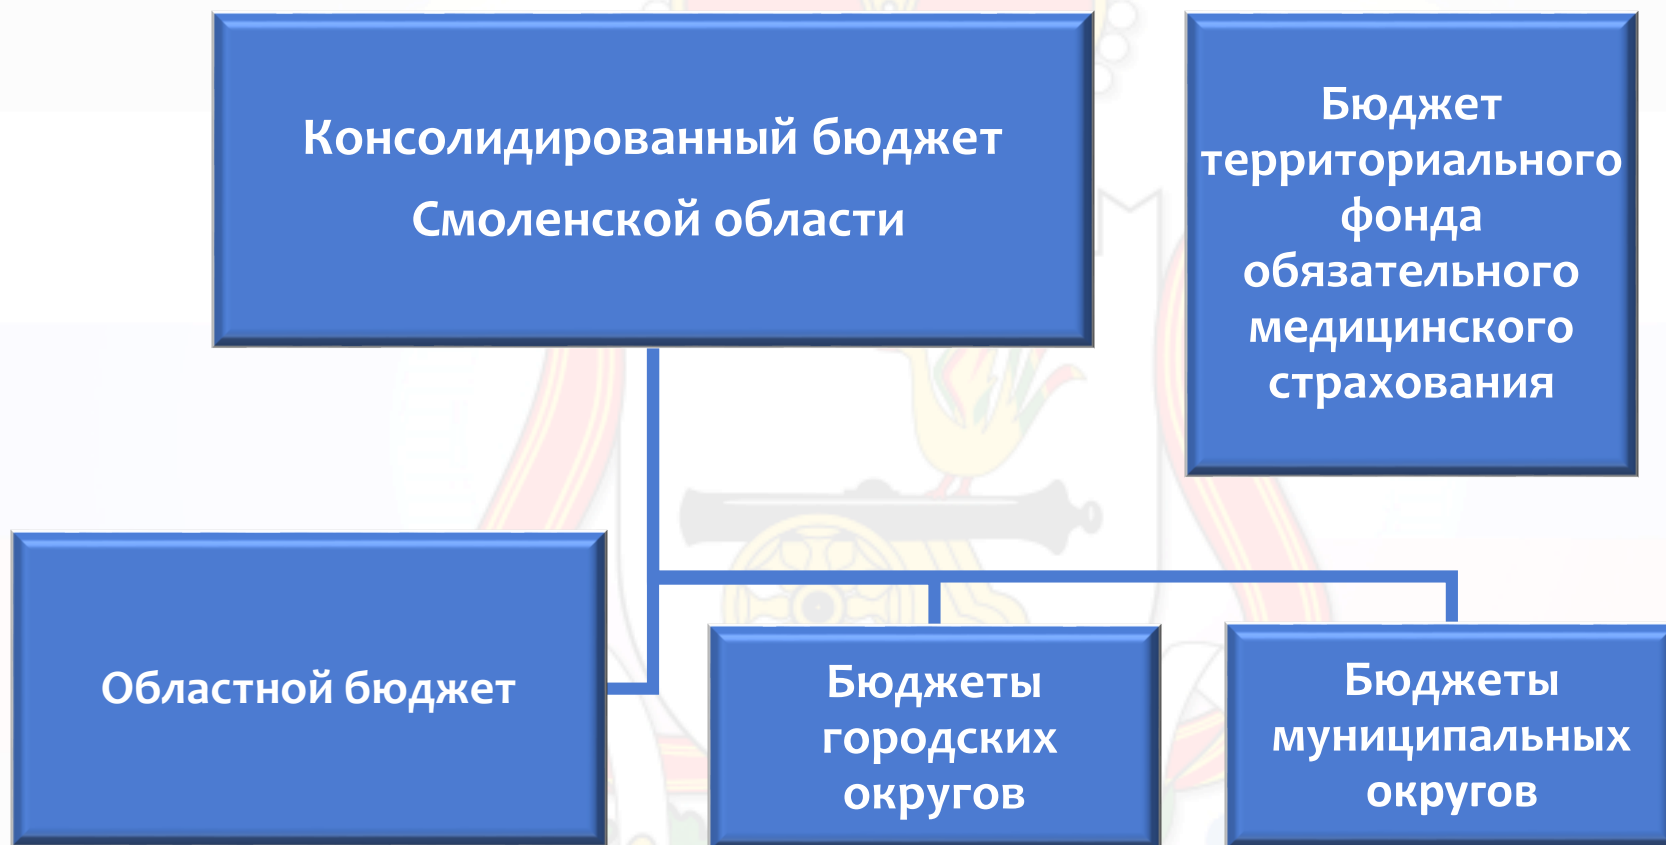 Консолидированный бюджет
Смоленской области
Бюджет
территориального
фонда
обязательного
медицинского
страхования
Областной бюджет
Бюджеты
городских
округов
Бюджеты
муниципальных
округов